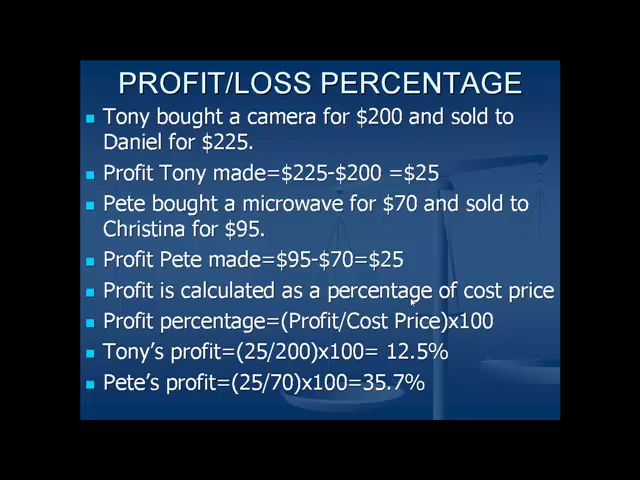 PROFIT/LOSS PERCENTAGE
Tony bought a camera for $200 and sold to
Daniel for $225.
Profit Tony made=$225-$200 =$25
Pete bought a microwave for $70 and sold to
Christina for $95.
Profit Pete made=$95-$70=$25
Profit is calculated as a percentage of cost price
Profit percentage=(Profit/Cost Price)x100
Tony's profit=(25/200)x100= 12.5%
Pete's profit=(25/70)x100=35.7%